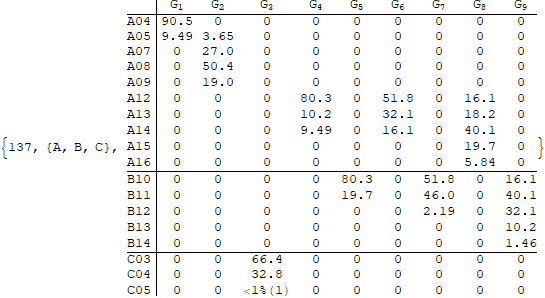 G₁ G₂ G₃ G₄ G₅ G₆ G₇ G₈ G₉
A04 90.5 0 0 0 0 0 0 0 0
A05 9.49 3.65 0 0 0 0 0 0 0
A07 0 27.0 0 0 0 0 0 0 0
A08 0 50.4 0 0 0 0 0 0 0
A09 0 19.0 0 0 0 0 0 0 0
A12 0 0 0 80.3 0 51.8 0 16.1 0
A13 0 0 0 10.2 0 32.1 0 18.2 0
A14 0 0 0 9.49 0 16.1 0 40.1 0
{137, {A, B, C}, A15 0 0 0 0 0 0 0 19.7 0 }
A16 0 0 0 0 0 0 0 5.84 0
B10 0 0 0 0 80.3 0 51.8 0 16.1
B11 0 0 0 0 19.7 0 46.0 0 40.1
B12 0 0 0 0 0 0 2.19 0 32.1
B13 0 0 0 0 0 0 0 0 10.2
B14 0 0 0 0 0 0 0 0 1.46
C03 0 0 66.4 0 0 0 0 0 0
C04 0 0 32.8 0 0 0 0 0 0
C05 0 0 <1%(1) 0 0 0 0 0 0